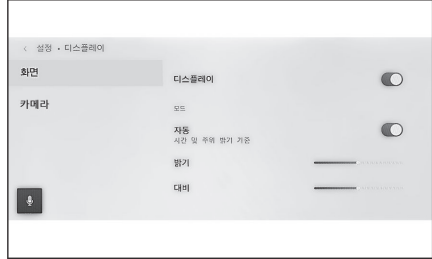 < 설정 • 디스플레이
화면
디스플레이
카메라
모드
자동
시간 및 주위 밝기 기준
밝기
대비